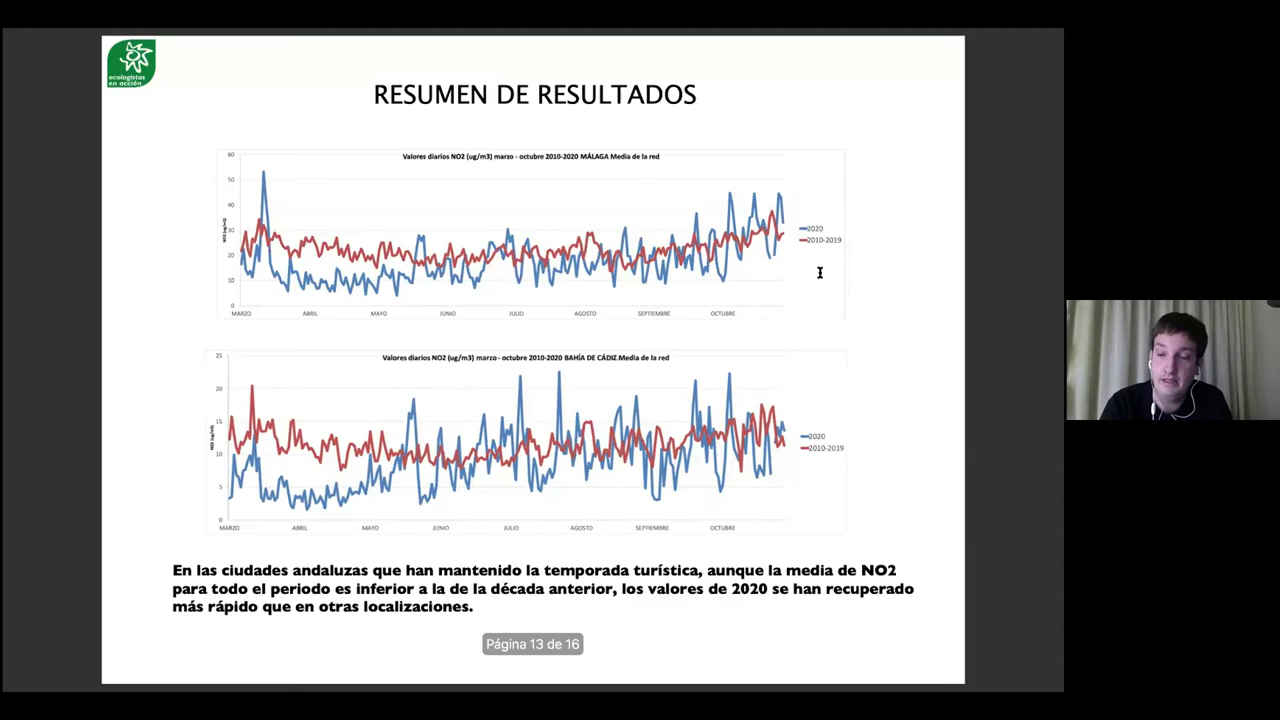 ecologistas
en acción
RESUMEN DE RESULTADOS
Valores diarios NO2 (ug/m3) marzo - octubre 2010-2020 MÁLAGA Media de la red
60
50
40
30
20
10
0
NO2 (ug/m3)
2020
2010-2019
MARZO ABRIL MAYO JUNIO JULIO AGOSTO SEPTIEMBRE OCTUBRE
Valores diarios NO2 (ug/m3) marzo - octubre 2010-2020 BAHÍA DE CÁDIZ Media de la red
25
20
15
10
5
0
NO2 (ug/m3)
2020
2010-2019
MARZO ABRIL MAYO JUNIO JULIO AGOSTO SEPTIEMBRE OCTUBRE
En las ciudades andaluzas que han mantenido la temporada turística, aunque la media de NO2
para todo el periodo es inferior a la de la década anterior, los valores de 2020 se han recuperado
más rápido que en otras localizaciones.
Página 13 de 16